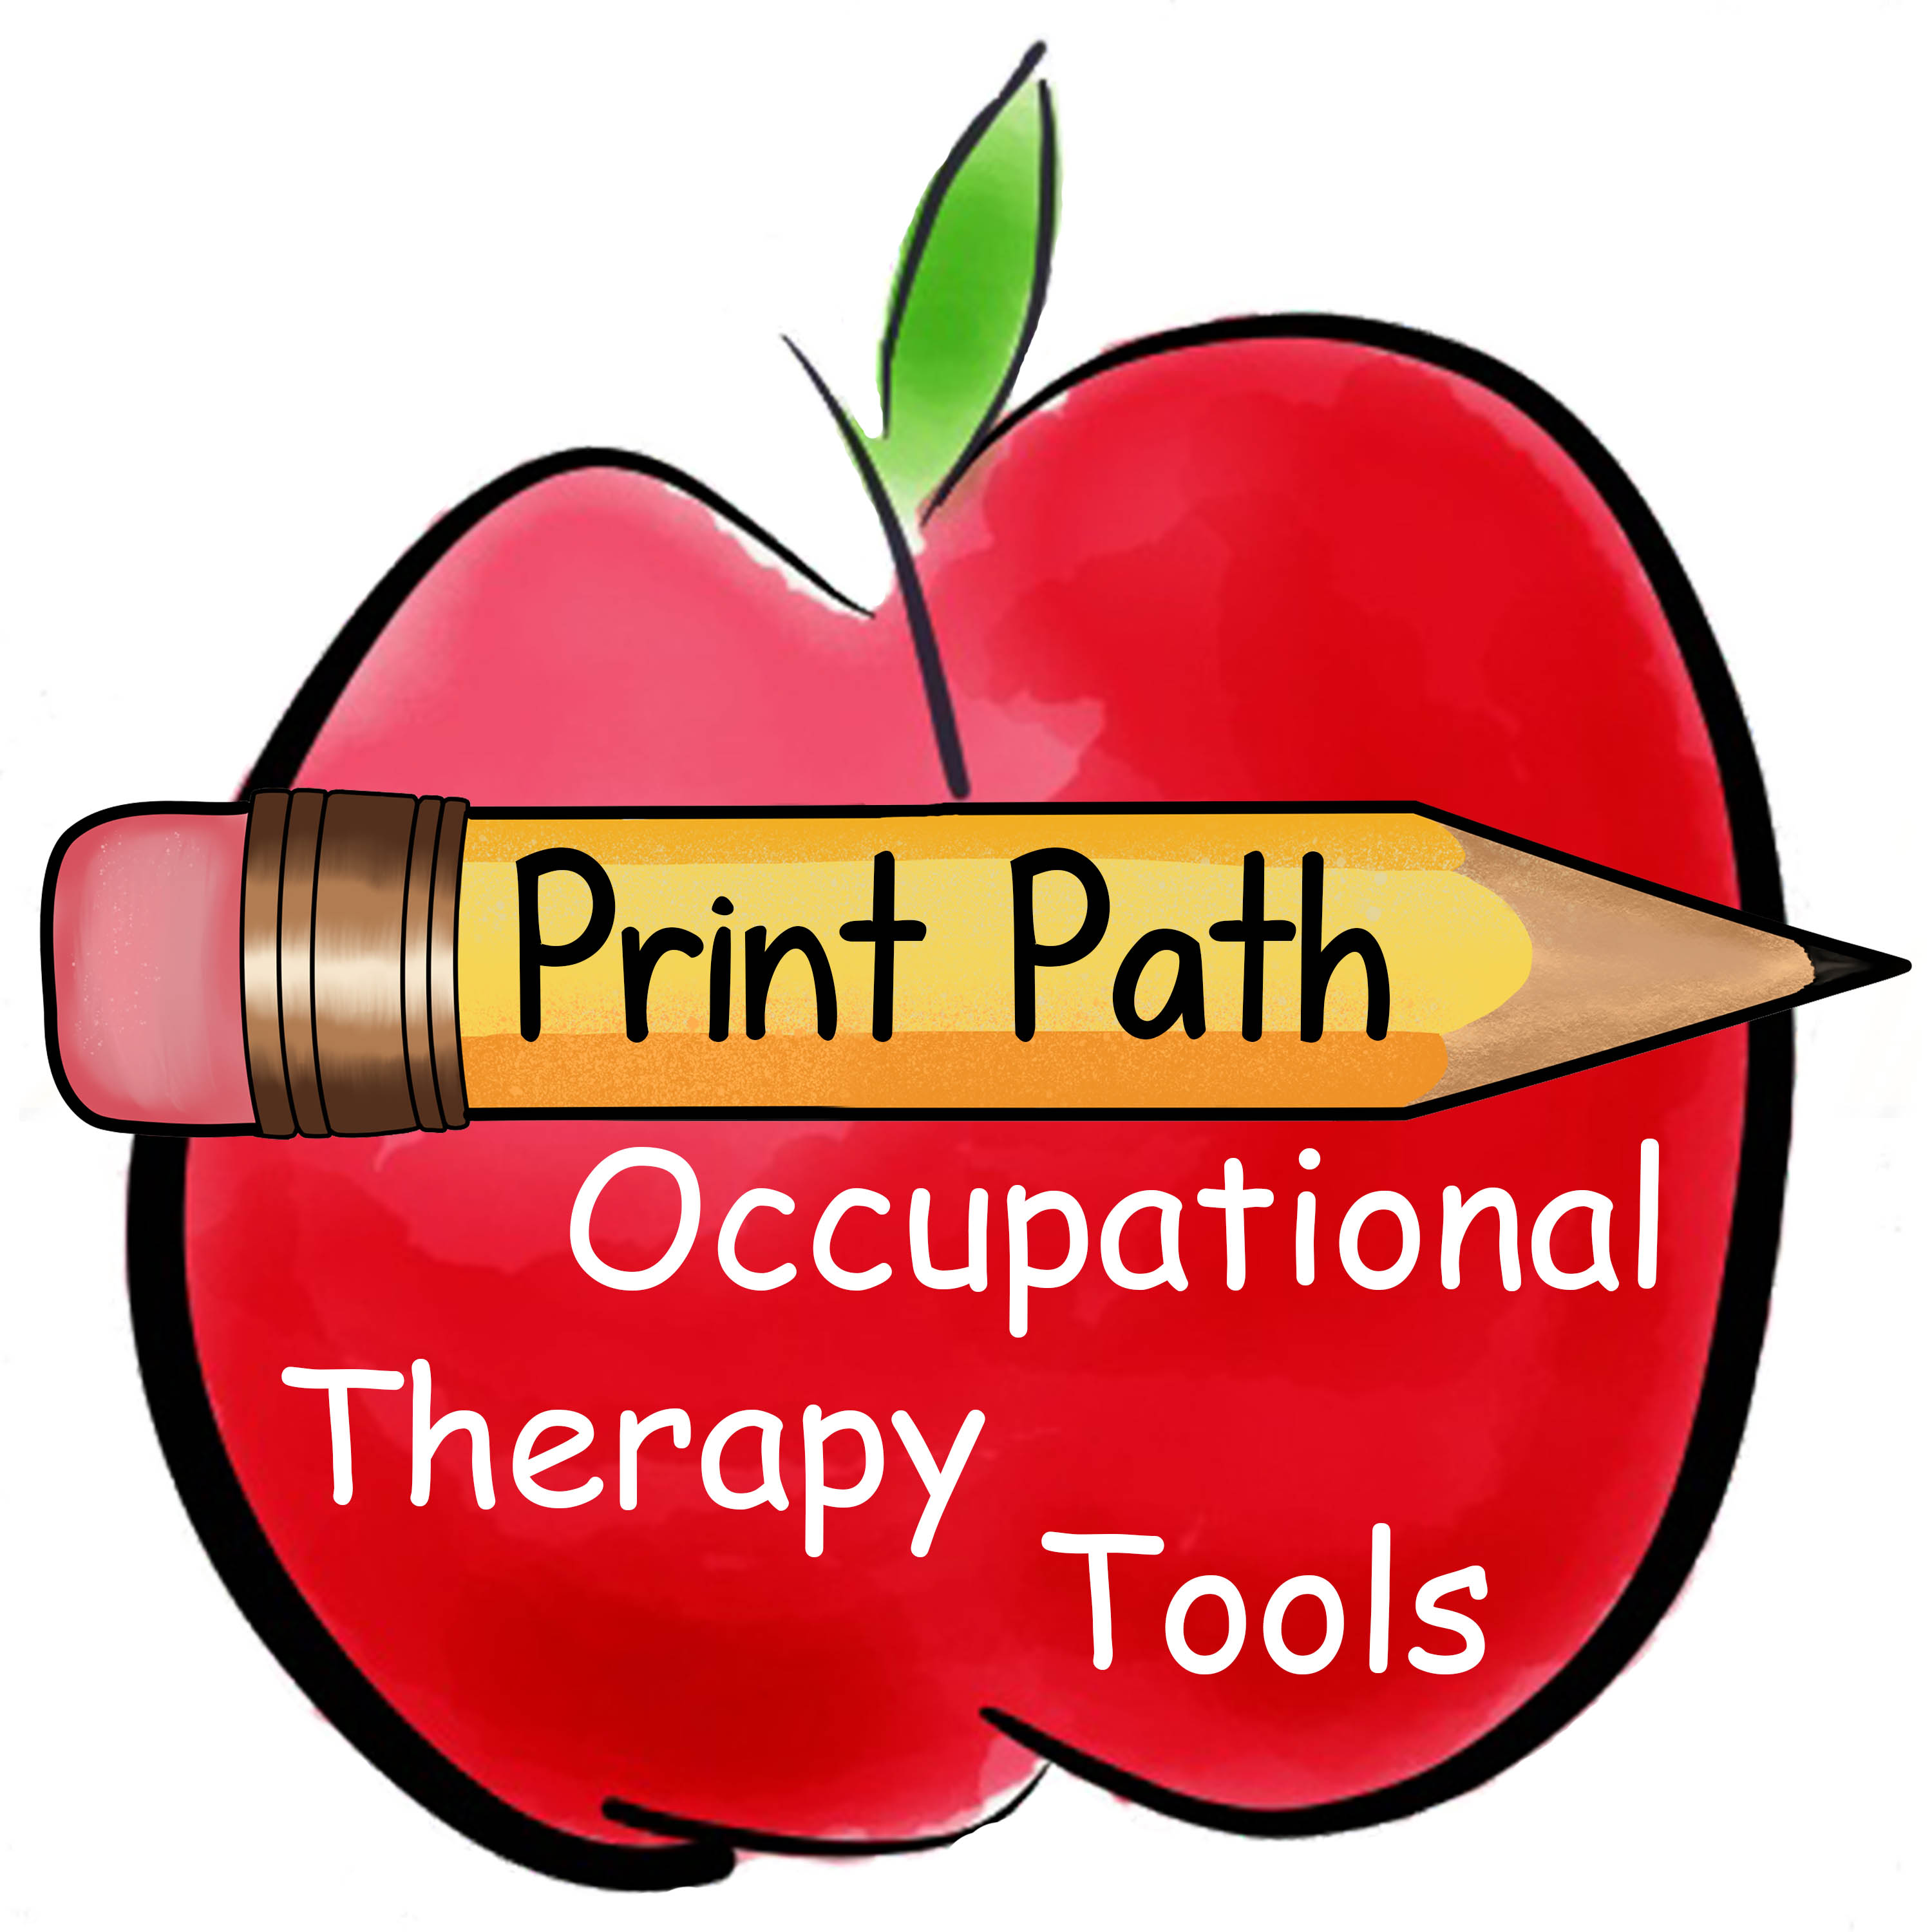 Print Path
Occupational
Therapy
Tools